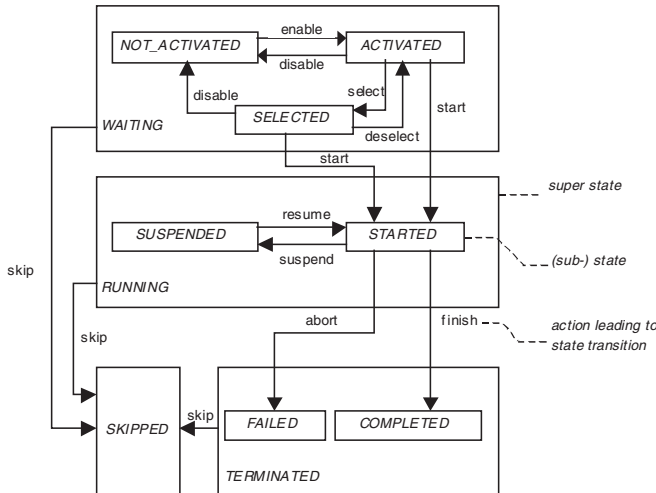 enable
NOT_ACTIVATED
ACTIVATED
disable
disable
select
SELECTED
start
deselect
WAITING
start
super state
resume
SUSPENDED
STARTED
suspend
(sub-) state
skip
RUNNING
abort
finish
action leading to
state transition
skip
skip
SKIPPED
FAILED
COMPLETED
TERMINATED